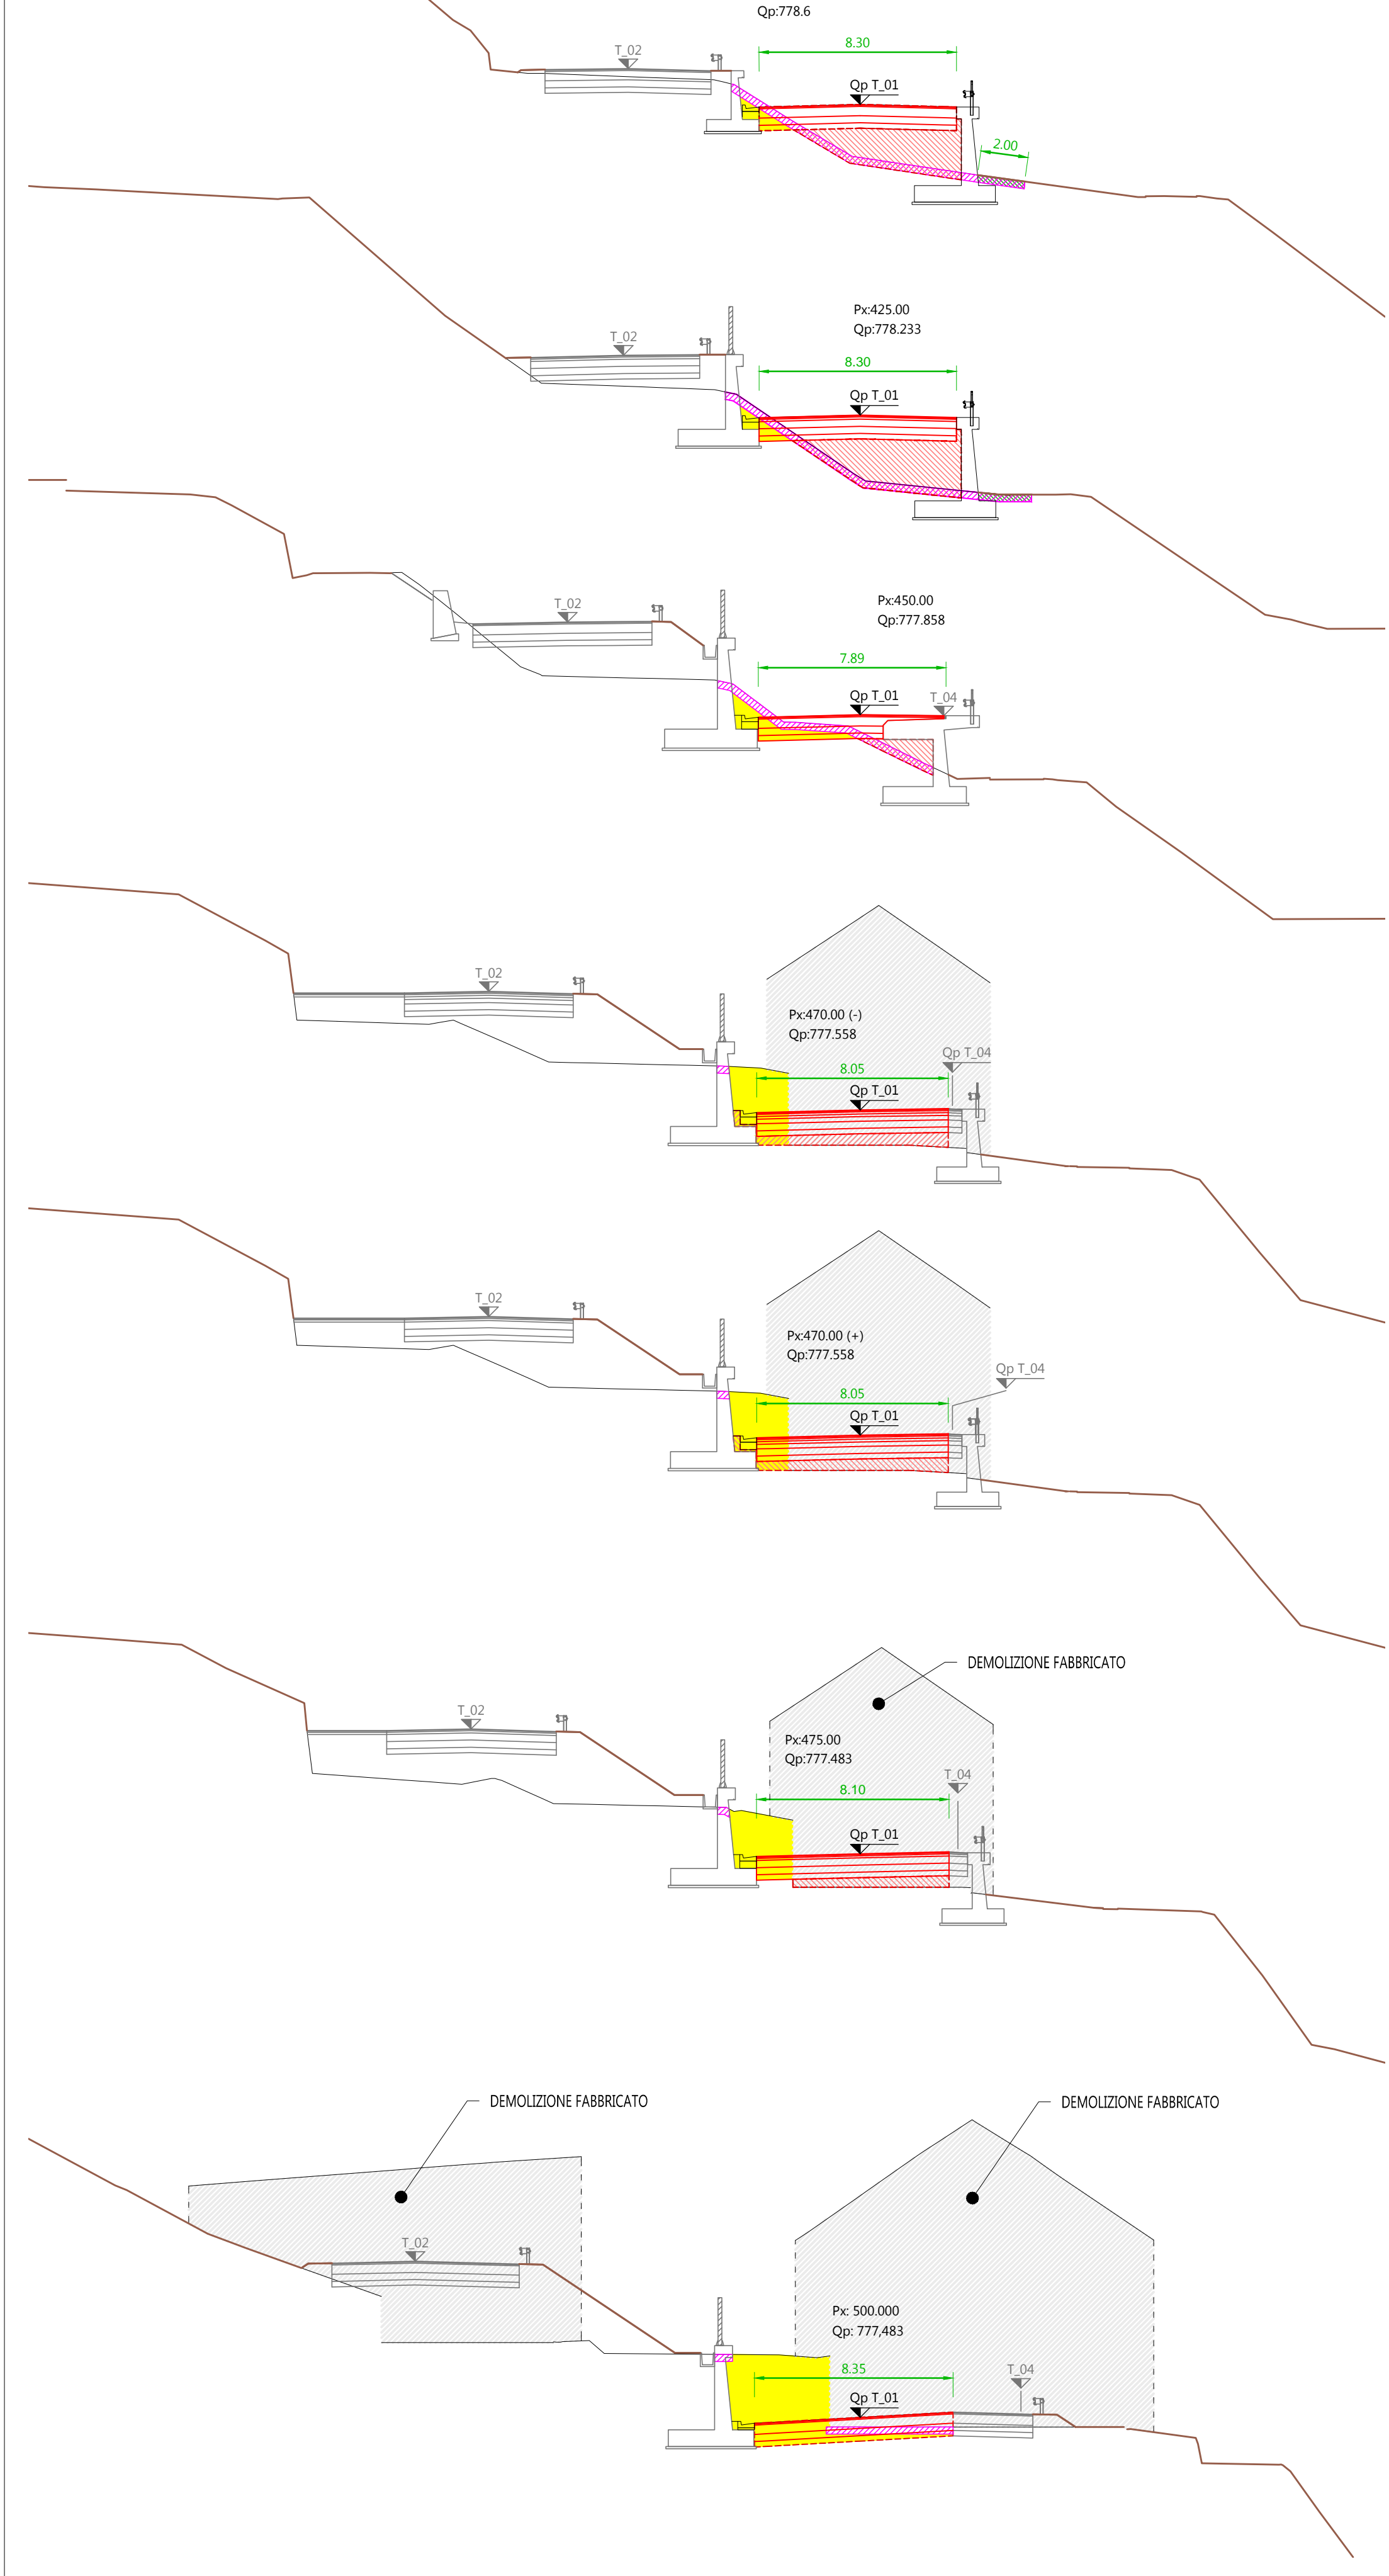 Qp:778.6
8.30
T_02
Qp T_01
2.00
Px:425.00
Qp:778.233
T_02
8.30
Qp T_01
Px:450.00
Qp:777.858
T_02
7.89
Qp T_01
T_04
T_02
Px:470.00 (-)
Qp:777.558
Qp T_04
8.05
Qp T_01
T_02
Px:470.00 (+)
Qp:777.558
Qp T_04
8.05
Qp T_01
DEMOLIZIONE FABBRICATO
T_02
Px:475.00
Qp:777.483
T_04
8.10
Qp T_01
DEMOLIZIONE FABBRICATO
DEMOLIZIONE FABBRICATO
T_02
Px: 500.000
Qp: 777,483
8.35
T_04
Qp T_01